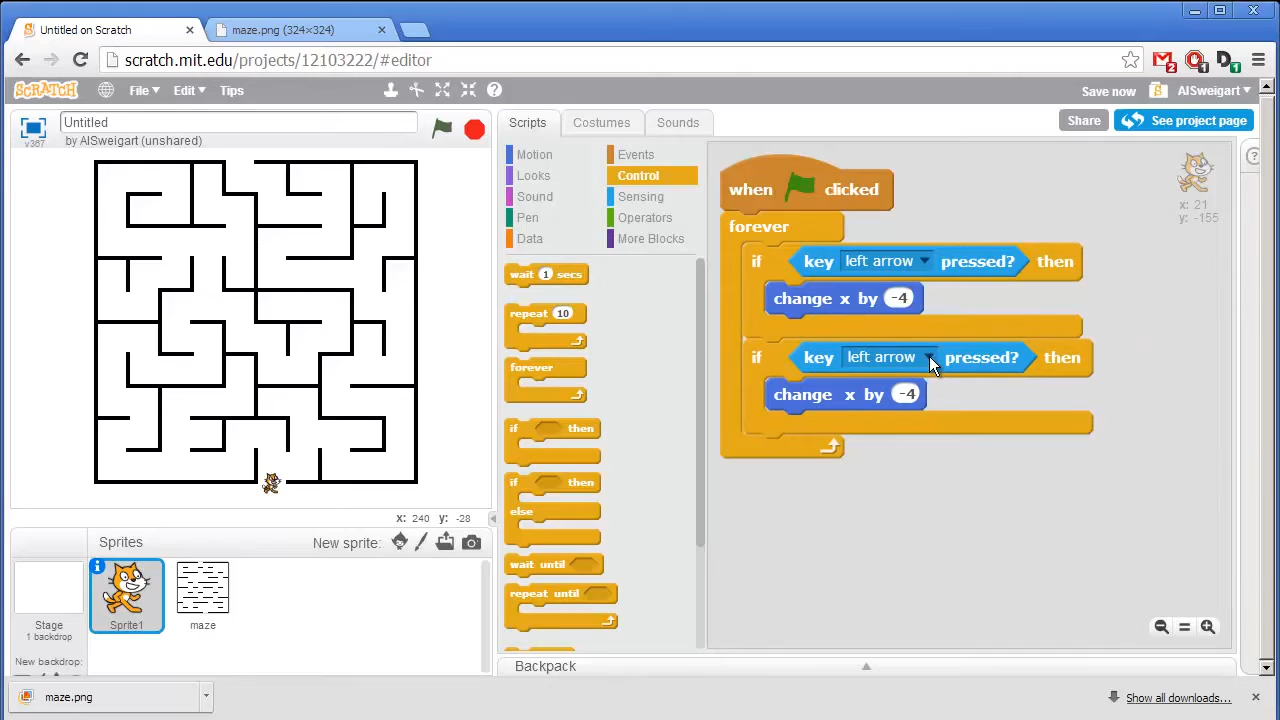 Untitled on Scratch
maze.png (324×324)
scratch.mit.edu/projects/12103222/#editor
2
1
1
SCRATCH
File
Edit
Tips
Save now
AlSweigart
Untitled
by AlSweigart (unshared)
v387
Scripts
Costumes
Sounds
Share
See project page
Motion
Events
Looks
Control
Sound
Sensing
Pen
Operators
Data
More Blocks
wait 1 secs
repeat 10
forever
if then
if then
else
wait until
repeat until
when clicked
forever
if key left arrow pressed? then
change x by -4
if key left arrow pressed? then
change x by -4
x: 21
y: -155
x: 240 y: -28
Sprites
New sprite:
Stage
1 backdrop
Sprite1
maze
New backdrop:
Backpack
maze.png
Show all downloads...